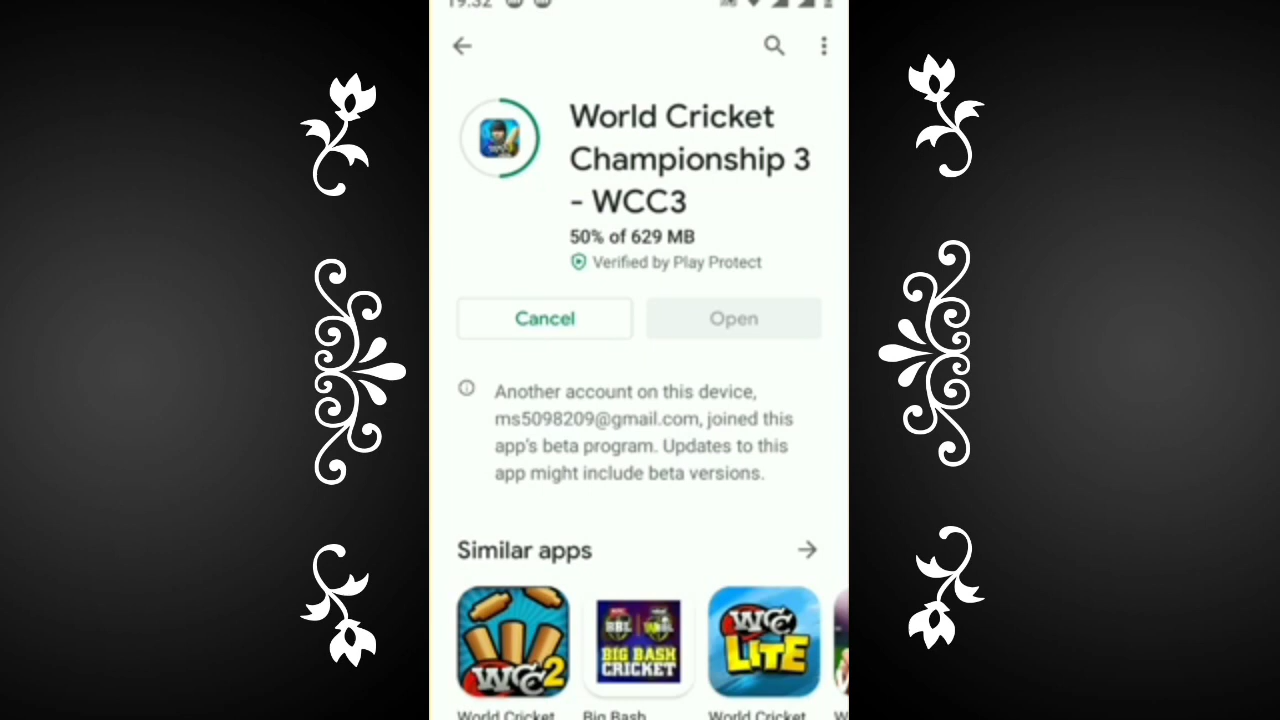 19:32
World Cricket
Championship 3
- WCC3
50% of 629 MB
Verified by Play Protect
Cancel
Open
Another account on this device,
ms5098209@gmail.com, joined this
app's beta program. Updates to this
app might include beta versions.
Similar apps
WCC2
BBL
BIG BASH
CRICKET
WCC
LITE
World Cricket
Big Bash
World Cricket